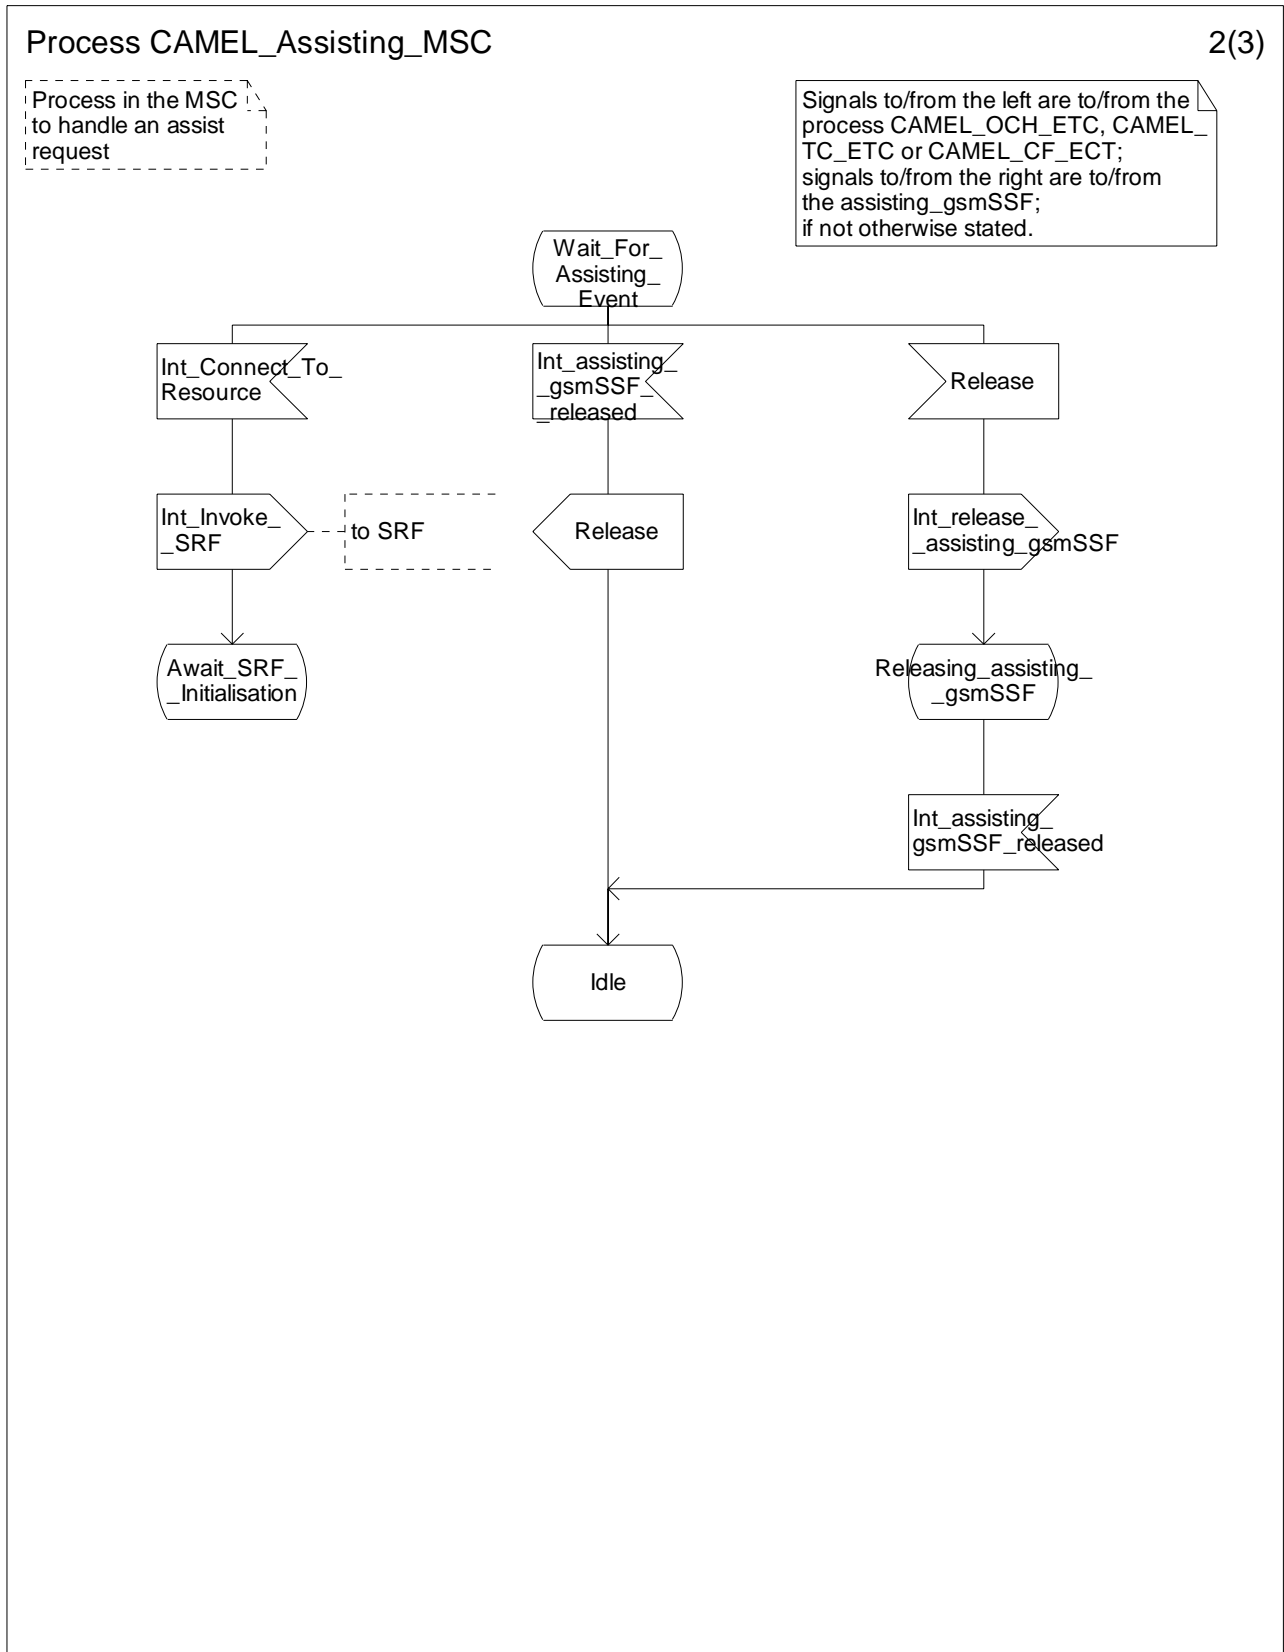 Process CAMEL_Assisting_MSC
2(3)
Process in the MSC
to handle an assist
request
Signals to/from the left are to/from the
process CAMEL_OCH_ETC, CAMEL_
TC_ETC or CAMEL_CF_ECT;
signals to/from the right are to/from
the assisting_gsmSSF;
if not otherwise stated.
Wait_For_
Assisting_
Event
Int_Connect_To_
Resource
Int_assisting_
_gsmSSF_
_released
Release
Int_Invoke_
_SRF
to SRF
Release
Int_release_
_assisting_gsmSSF
Await_SRF_
_Initialisation
Releasing_assisting_
_gsmSSF
Int_assisting_
gsmSSF_released
Idle